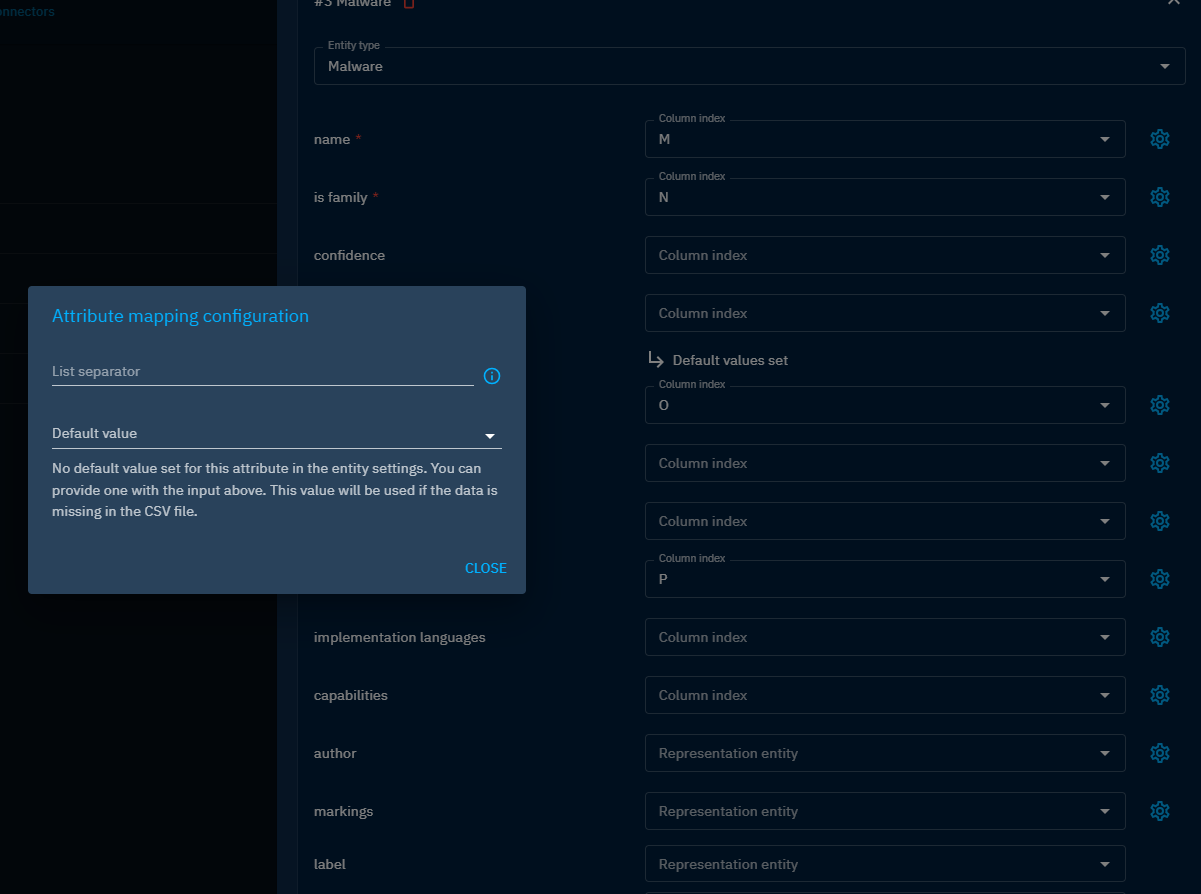 onnectors
#3 Malware
Entity type
Malware
name *
Column index
M
is family *
Column index
N
confidence
Column index
Column index
Default values set
Column index
O
Column index
Column index
Column index
P
implementation languages
Column index
capabilities
Column index
author
Representation entity
markings
Representation entity
label
Representation entity
Attribute mapping configuration
List separator
Default value
No default value set for this attribute in the entity settings. You can
provide one with the input above. This value will be used if the data is
missing in the CSV file.
CLOSE